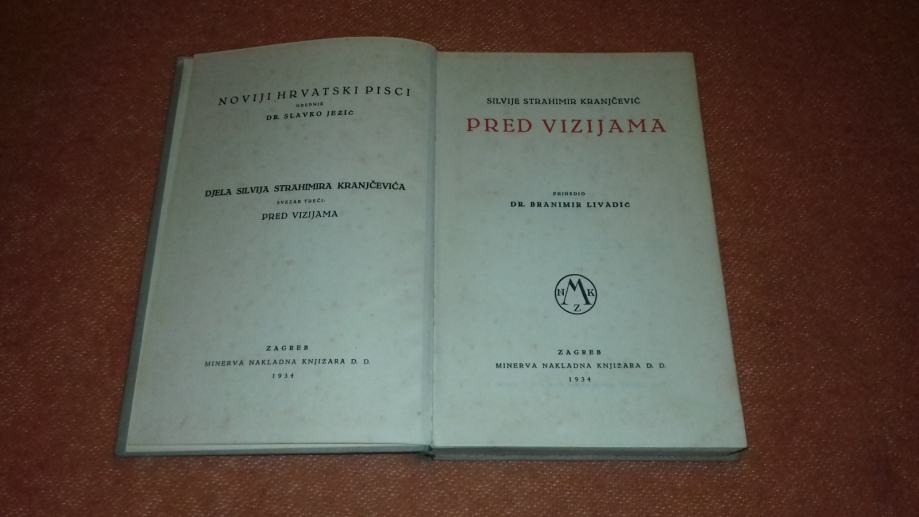 NOVIJI HRVATSKI PISCI
UREDNIK
DR. SLAVKO JEŽIĆ
DJELA SILVIJA STRAHIMIRA KRANJČEVIĆA
SVEZAK TREĆI:
PRED VIZIJAMA
ZAGREB
MINERVA NAKLADNA KNJIŽARA D. D.
1934
SILVIJE STRAHIMIR KRANJČEVIĆ
PRED VIZIJAMA
PRIREDIO
DR. BRANIMIR LIVADIĆ
N M K
Z
ZAGREB
MINERVA NAKLADNA KNJIŽARA D. D.
1934